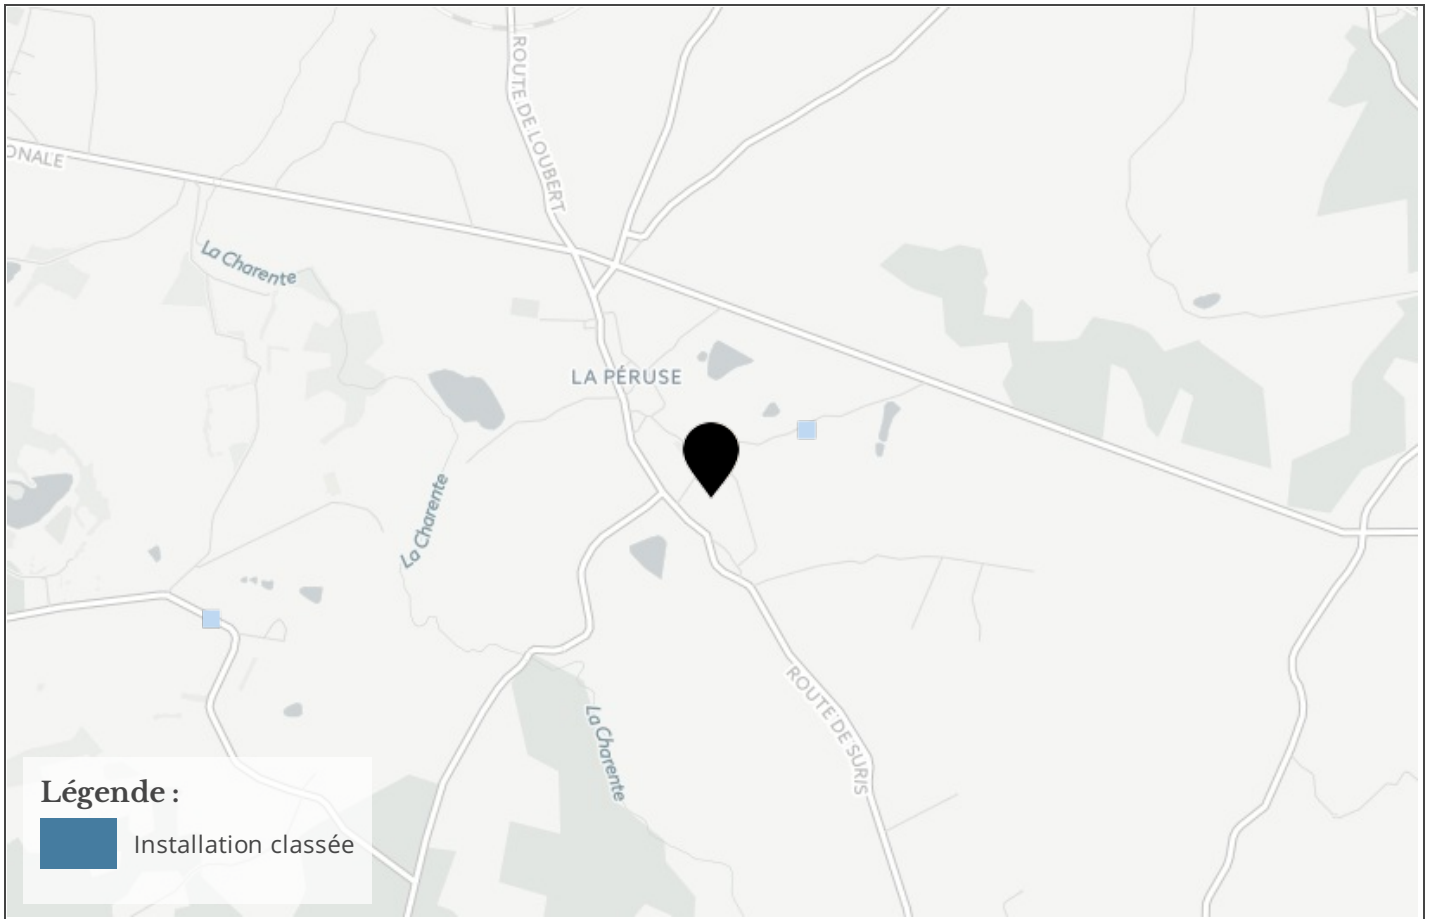 ROUTE DE LOUBERT
ONALE
La Charente
LA PÉRUSE
La Charente
ROUTE DE SURIS
La Charente
Légende :
Installation classée